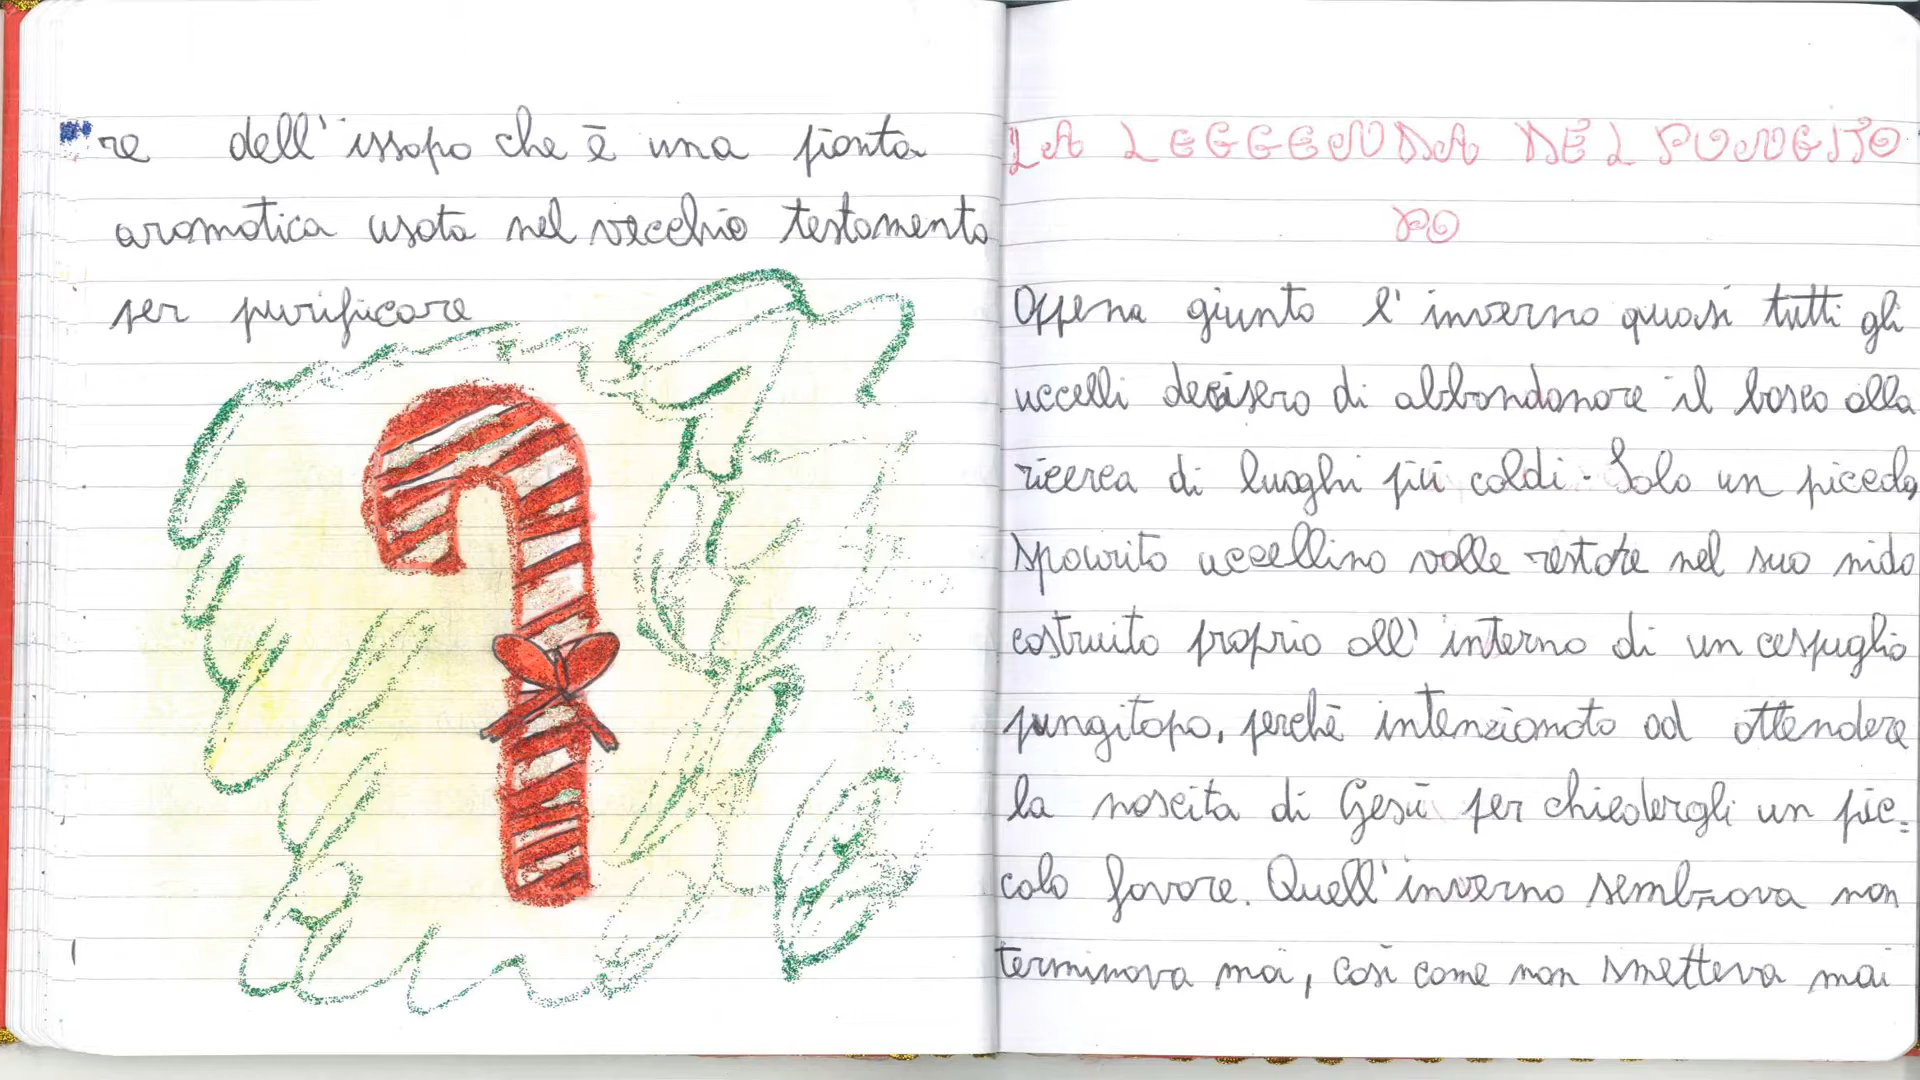 re dell'issopo che è una pianta
aromatica usata nel vecchio testamento
per purificare
LA LEGGENDA DEL PUNGITO
PO
Appena giunto l'inverno quasi tutti gli
uccelli decisero di abbandonare il bosco alla
ricerca di luoghi più caldi. Solo un piccolo,
spaurito uccellino volle restare nel suo nido
costruito proprio all'interno di un cespuglio
pungitopo, perchè intenzionato ad attendere
la nascita di Gesù per chiedergli un pic=
colo favore. Quell'inverno sembrava non
terminava mai, così come non smetteva mai